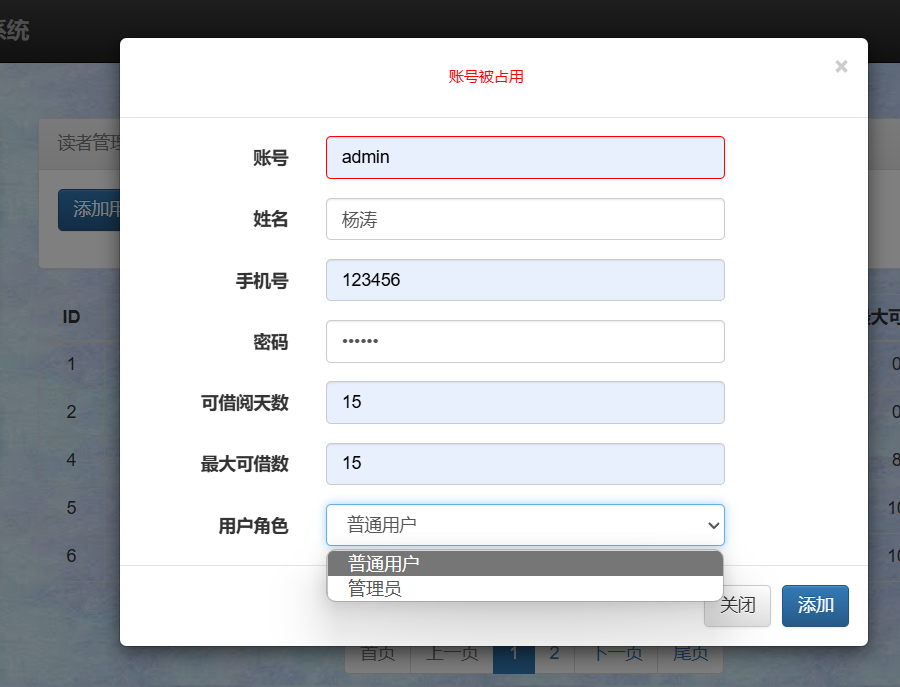 系统
×
账号被占用
读者管理
添加用
账号
admin
姓名
杨涛
手机号
123456
密码
••••••
可借阅天数
15
最大可借数
15
用户角色
普通用户
普通用户
管理员
关闭
添加
ID
最大可
1
0
2
0
4
8
5
10
6
10
首页
上一页
1
2
下一页
尾页